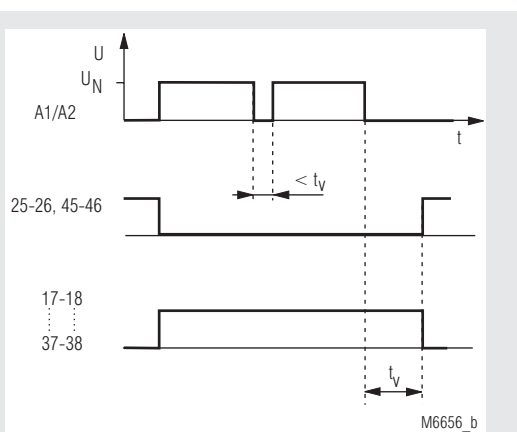 U
U_N
A1/A2
t
< t_v
25-26, 45-46
17-18
37-38
t_v
M6656_b